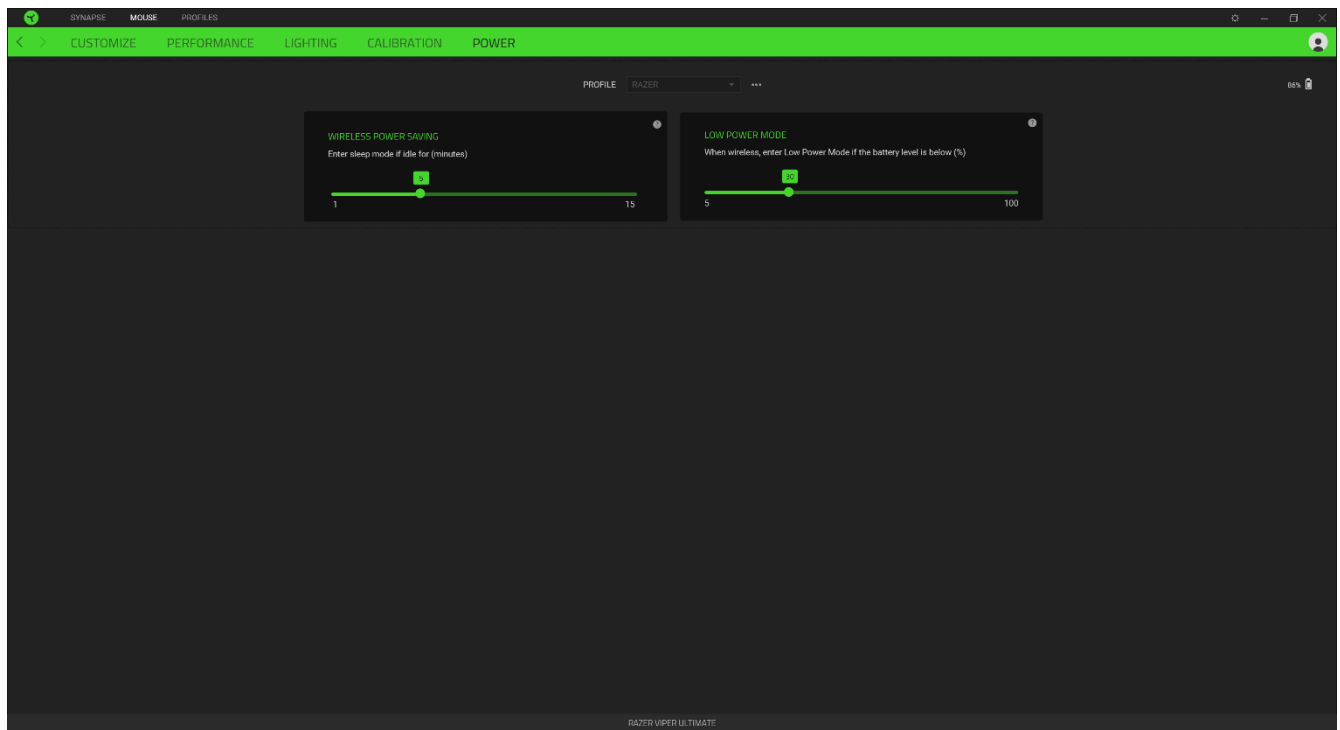 SYNAPSE MOUSE PROFILES
CUSTOMIZE PERFORMANCE LIGHTING CALIBRATION POWER
PROFILE RAZER
86%
WIRELESS POWER SAVING
Enter sleep mode if idle for (minutes)
5
1 15
LOW POWER MODE
When wireless, enter Low Power Mode if the battery level is below (%)
30
5 100
RAZER VIPER ULTIMATE